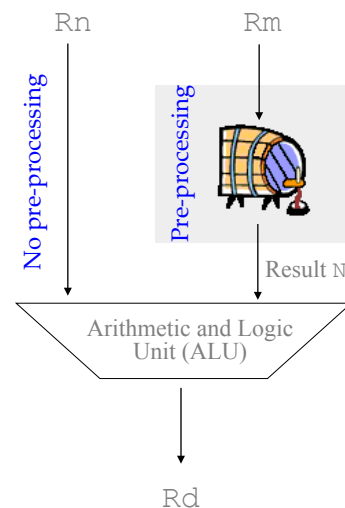 Rn
Rm
No pre-processing
Pre-processing
Result N
Arithmetic and Logic
Unit (ALU)
Rd